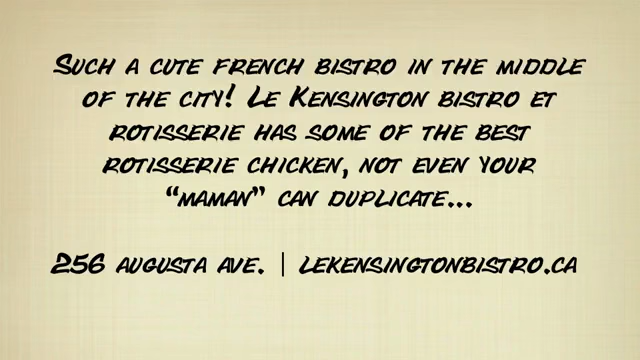 Such a cute french bistro in the middle
of the city! Le Kensington bistro et
rotisserie has some of the best
rotisserie chicken, not even your
“maman” can duplicate...
256 augusta ave. | lekensingtonbistro.ca